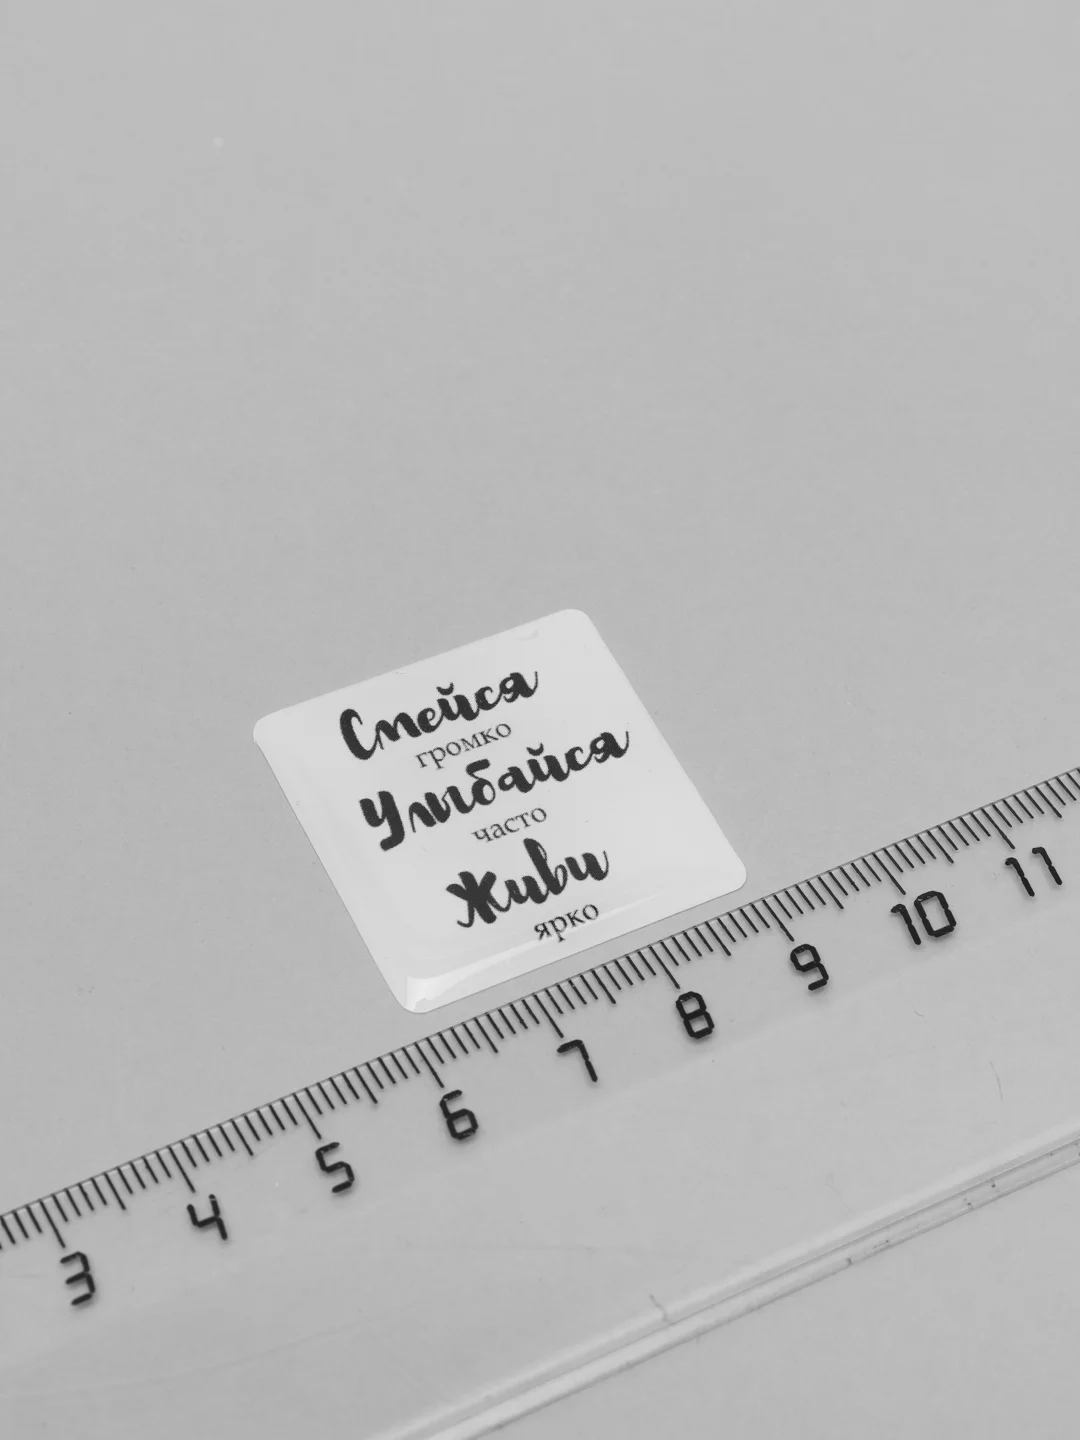 Смейся
громко
Улыбайся
часто
Живи
ярко
3 4 5 6 7 8 9 10 11